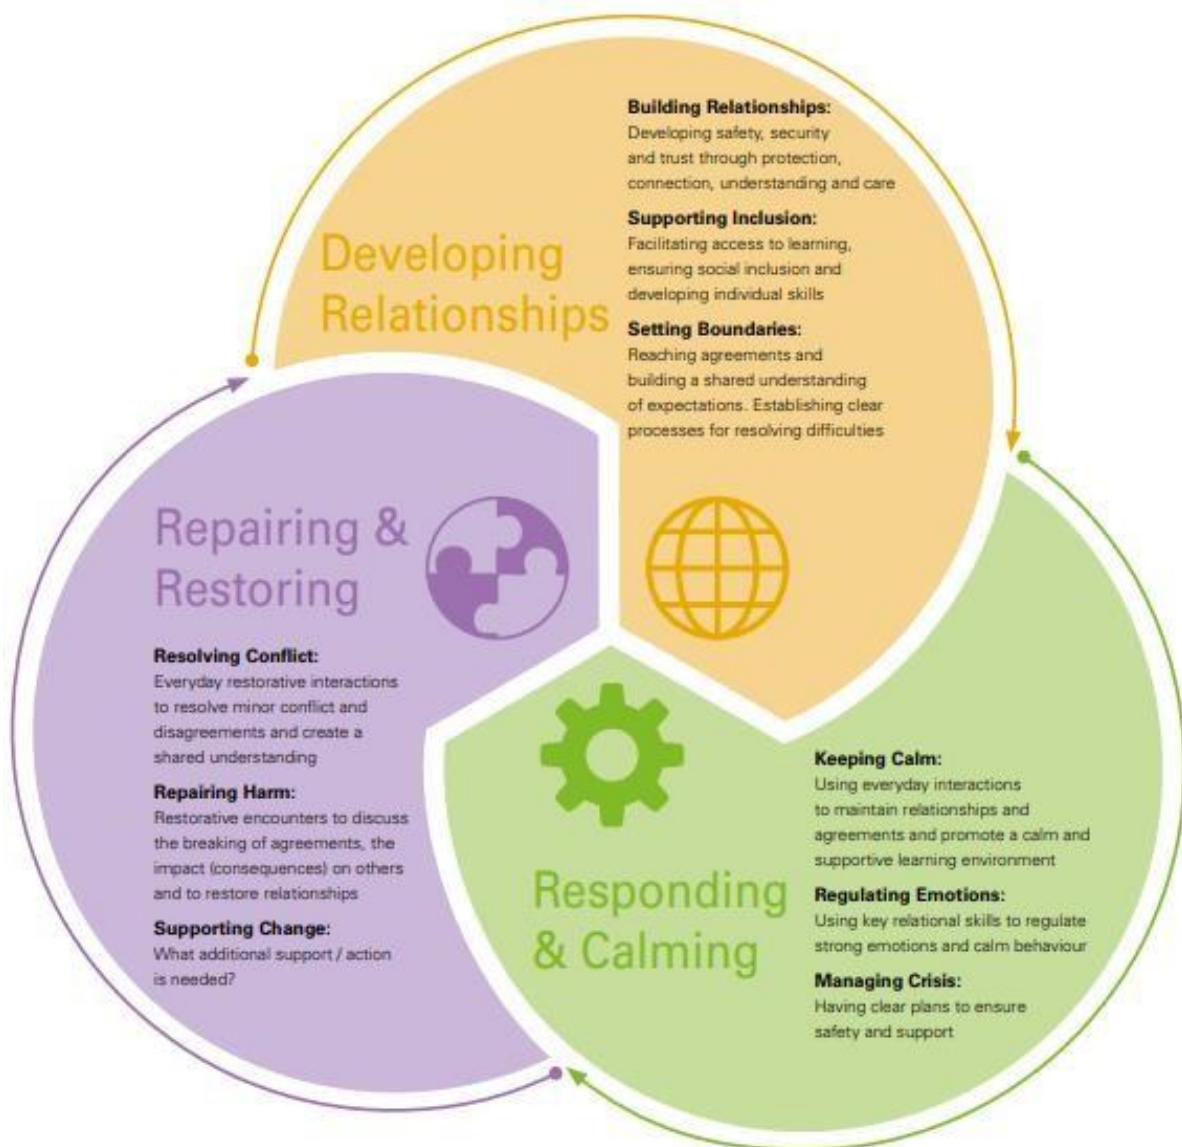 Developing
Relationships
Building Relationships:
Developing safety, security
and trust through protection,
connection, understanding and care
Supporting Inclusion:
Facilitating access to learning,
ensuring social inclusion and
developing individual skills
Setting Boundaries:
Reaching agreements and
building a shared understanding
of expectations. Establishing clear
processes for resolving difficulties
Responding
& Calming
Keeping Calm:
Using everyday interactions
to maintain relationships and
agreements and promote a calm and
supportive learning environment
Regulating Emotions:
Using key relational skills to regulate
strong emotions and calm behaviour
Managing Crisis:
Having clear plans to ensure
safety and support
Repairing &
Restoring
Resolving Conflict:
Everyday restorative interactions
to resolve minor conflict and
disagreements and create a
shared understanding
Repairing Harm:
Restorative encounters to discuss
the breaking of agreements, the
impact (consequences) on others
and to restore relationships
Supporting Change:
What additional support / action
is needed?